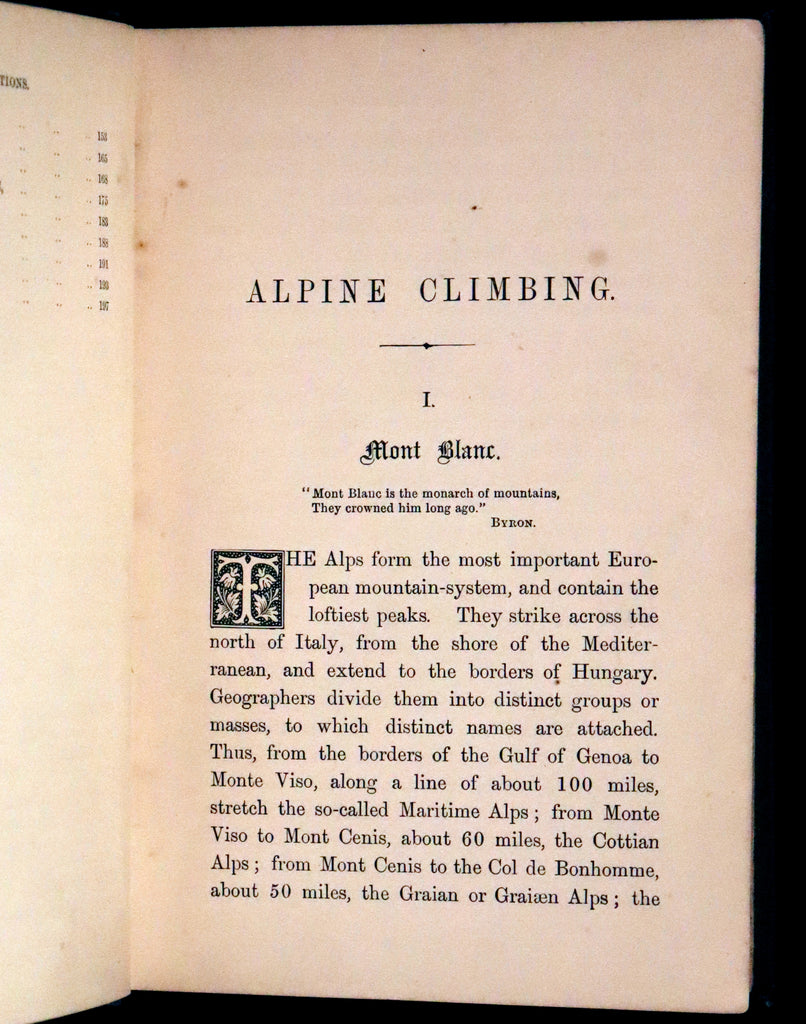 TIONS.
.. .. .. 153
.. .. .. 165
.. .. .. 168
.. .. .. 175
.. .. .. 183
.. .. .. 188
.. .. .. 191
.. .. .. 193
.. .. .. 197
ALPINE CLIMBING.
I.
Mont Blanc.
"Mont Blanc is the monarch of mountains,
They crowned him long ago."
BYRON.
THE Alps form the most important Euro-
pean mountain-system, and contain the
loftiest peaks. They strike across the
north of Italy, from the shore of the Mediter-
ranean, and extend to the borders of Hungary.
Geographers divide them into distinct groups or
masses, to which distinct names are attached.
Thus, from the borders of the Gulf of Genoa to
Monte Viso, along a line of about 100 miles,
stretch the so-called Maritime Alps; from Monte
Viso to Mont Cenis, about 60 miles, the Cottian
Alps; from Mont Cenis to the Col de Bonhomme,
about 50 miles, the Graian or Graiæn Alps; the